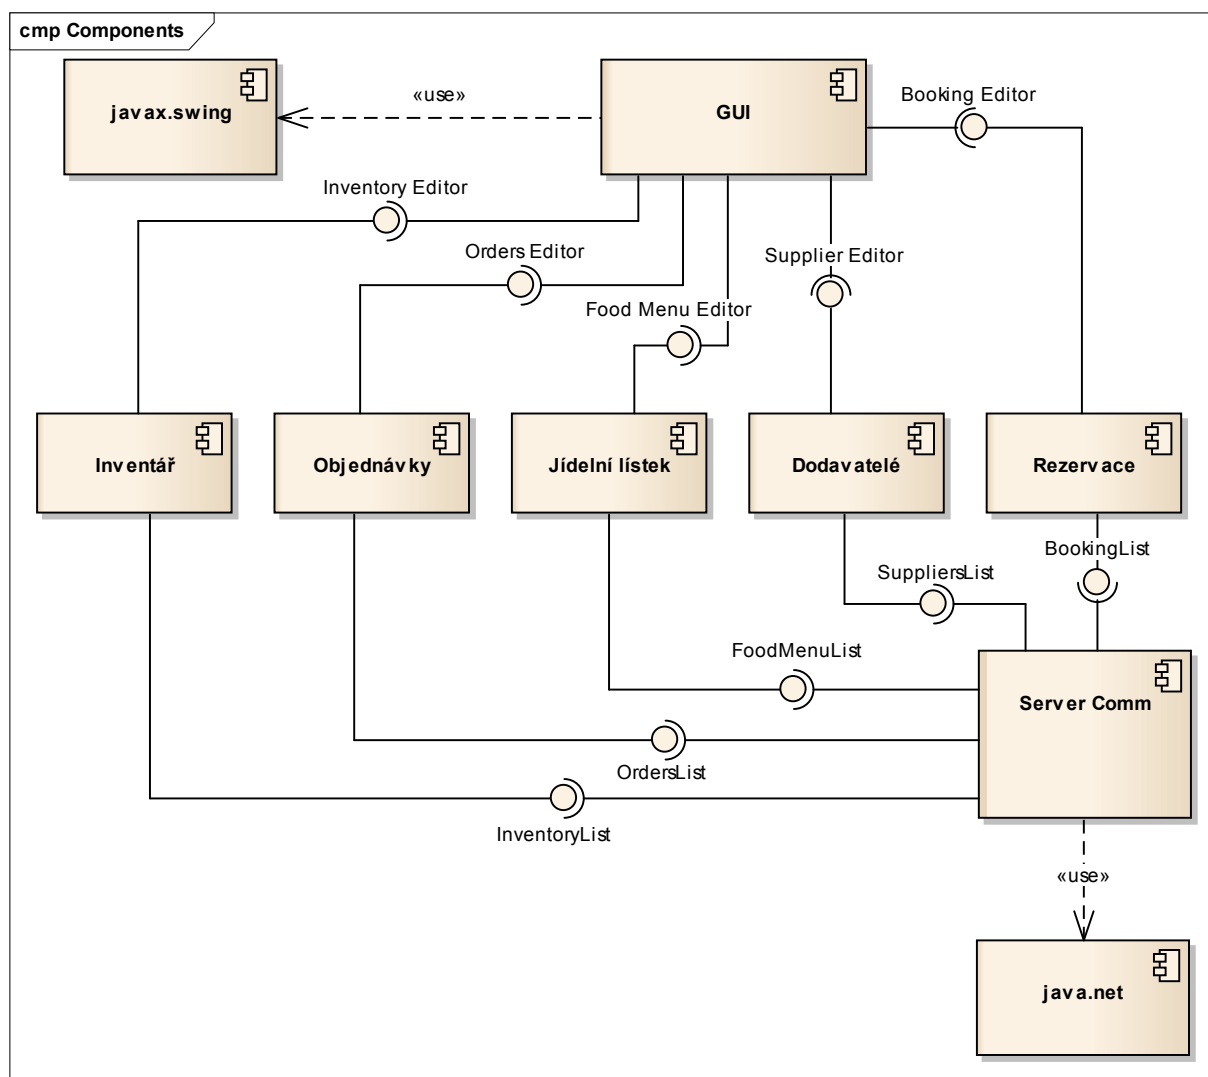 cmp Components
javax.swing
«use»
GUI
Booking Editor
Inventory Editor
Orders Editor
Supplier Editor
Food Menu Editor
Inventář
Objednávky
Jídelní lístek
Dodavatelé
Rezervace
BookingList
SuppliersList
FoodMenuList
Server Comm
OrdersList
InventoryList
«use»
java.net